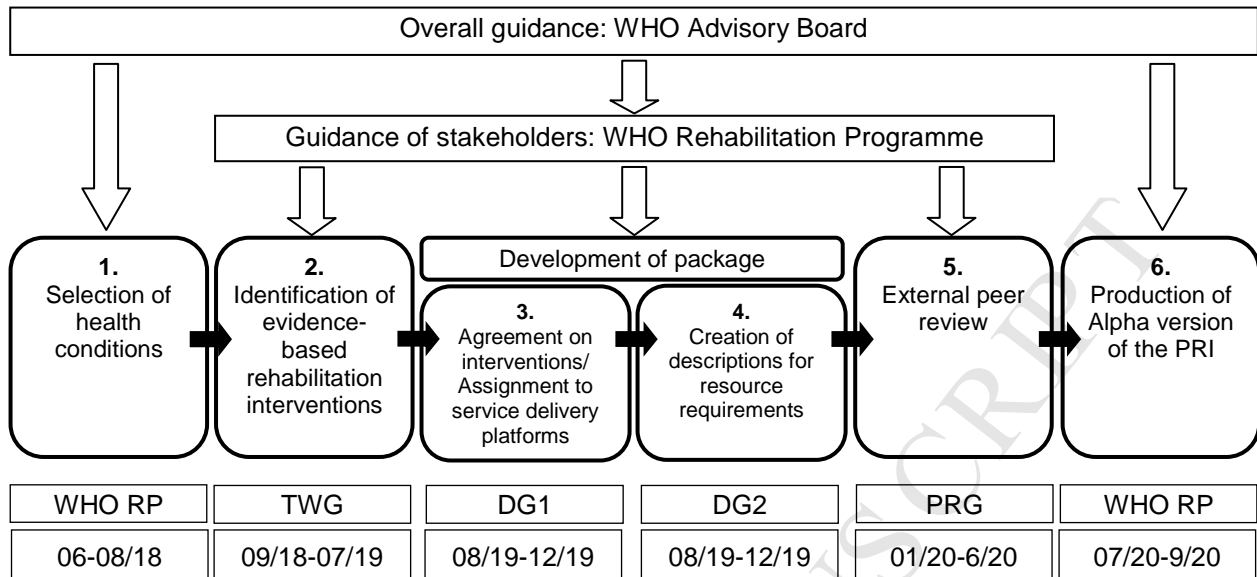 Overall guidance: WHO Advisory Board
Guidance of stakeholders: WHO Rehabilitation Programme
1.
Selection of
health
conditions
2.
Identification of
evidence-
based
rehabilitation
interventions
Development of package
3.
Agreement on
interventions/
Assignment to
service delivery
platforms
4.
Creation of
descriptions for
resource
requirements
5.
External peer
review
6.
Production of
Alpha version
of the PRI
WHO RP
TWG
DG1
DG2
PRG
WHO RP
06-08/18
09/18-07/19
08/19-12/19
08/19-12/19
01/20-6/20
07/20-9/20